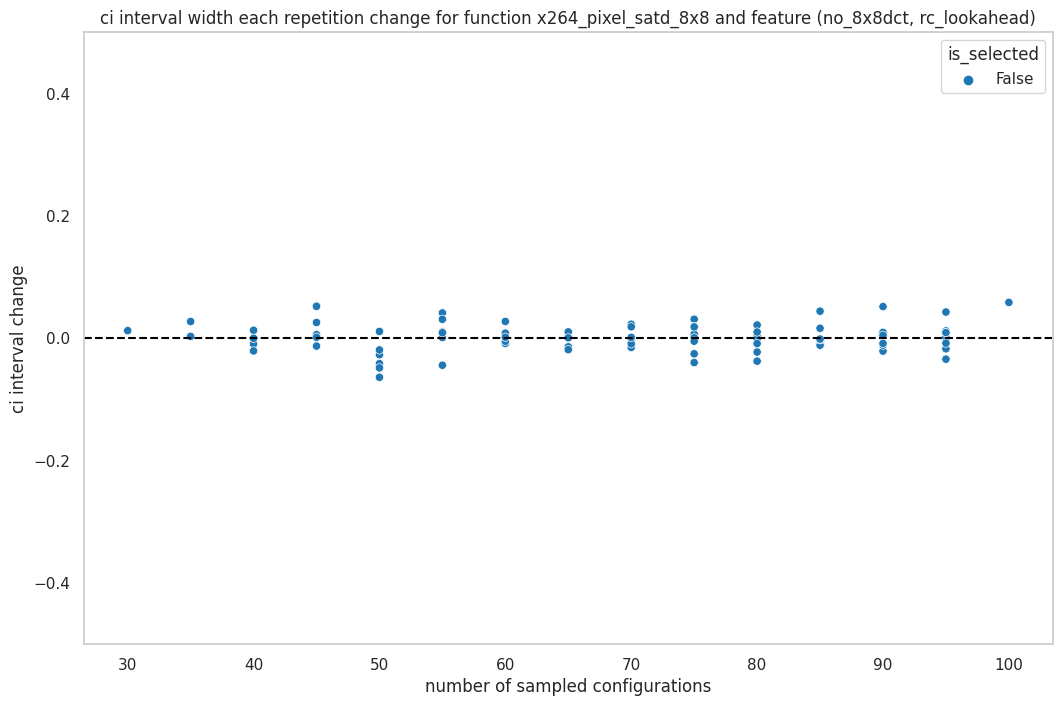 ci interval width each repetition change for function x264_pixel_satd_8x8 and feature (no_8x8dct, rc_lookahead)
is_selected
False
0.4
0.2
0.0
−0.2
−0.4
ci interval change
30 40 50 60 70 80 90 100
number of sampled configurations